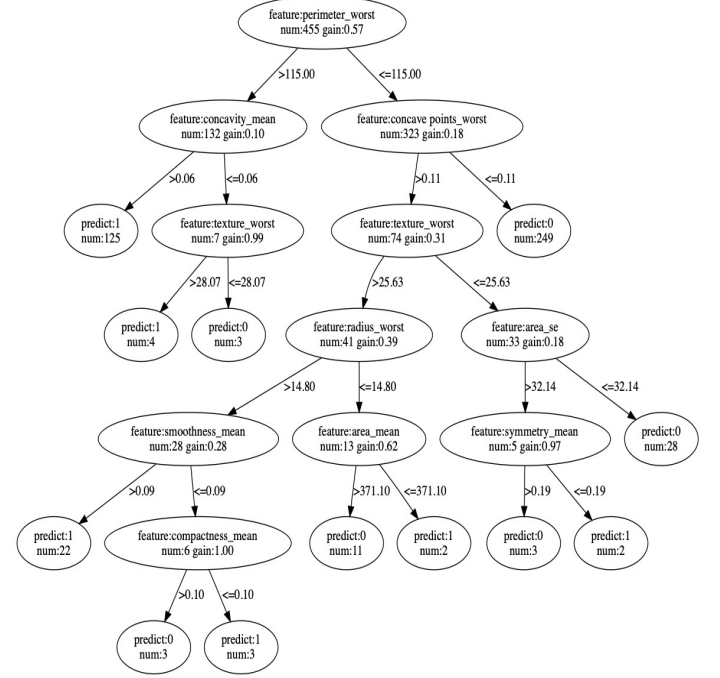 feature:perimeter_worst
num:455 gain:0.57
>115.00
<=115.00
feature:concavity_mean
num:132 gain:0.10
feature:concave points_worst
num:323 gain:0.18
>0.06
<=0.06
>0.11
<=0.11
predict:1
num:125
feature:texture_worst
num:7 gain:0.99
feature:texture_worst
num:74 gain:0.31
predict:0
num:249
>28.07
<=28.07
>25.63
<=25.63
predict:1
num:4
predict:0
num:3
feature:radius_worst
num:41 gain:0.39
feature:area_se
num:33 gain:0.18
>14.80
<=14.80
>32.14
<=32.14
feature:smoothness_mean
num:28 gain:0.28
feature:area_mean
num:13 gain:0.62
feature:symmetry_mean
num:5 gain:0.97
predict:0
num:28
>0.09
<=0.09
>371.10
<=371.10
>0.19
<=0.19
predict:1
num:22
feature:compactness_mean
num:6 gain:1.00
predict:0
num:11
predict:1
num:2
predict:0
num:3
predict:1
num:2
>0.10
<=0.10
predict:0
num:3
predict:1
num:3